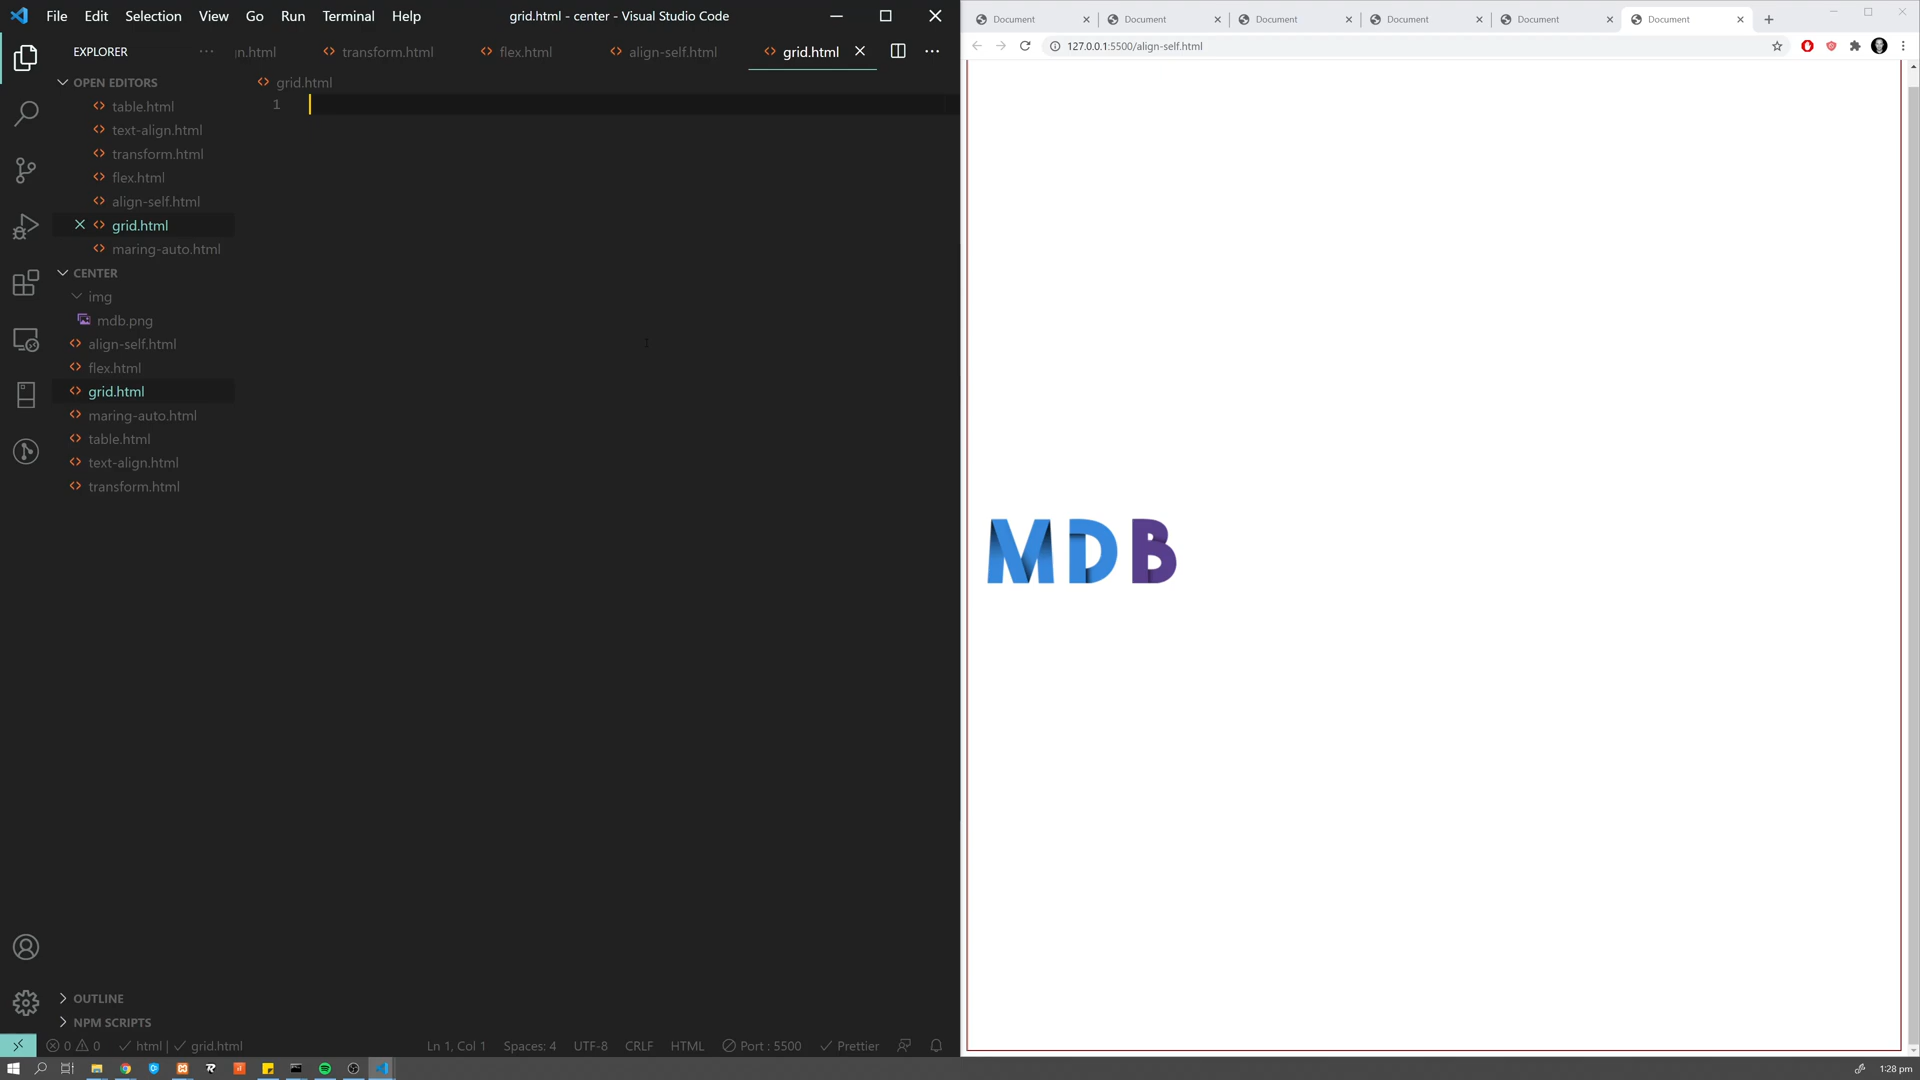 File Edit Selection View Go Run Terminal Help
grid.html - center - Visual Studio Code
EXPLORER
n.html transform.html flex.html align-self.html grid.html
OPEN EDITORS
table.html
text-align.html
transform.html
flex.html
align-self.html
grid.html
maring-auto.html
CENTER
img
mdb.png
align-self.html
flex.html
grid.html
maring-auto.html
table.html
text-align.html
transform.html
OUTLINE
NPM SCRIPTS
grid.html
1
0 0 html grid.html Ln 1, Col 1 Spaces: 4 UTF-8 CRLF HTML Port : 5500 Prettier
Document Document Document Document Document Document
127.0.0.1:5500/align-self.html
MDB
1:28 pm